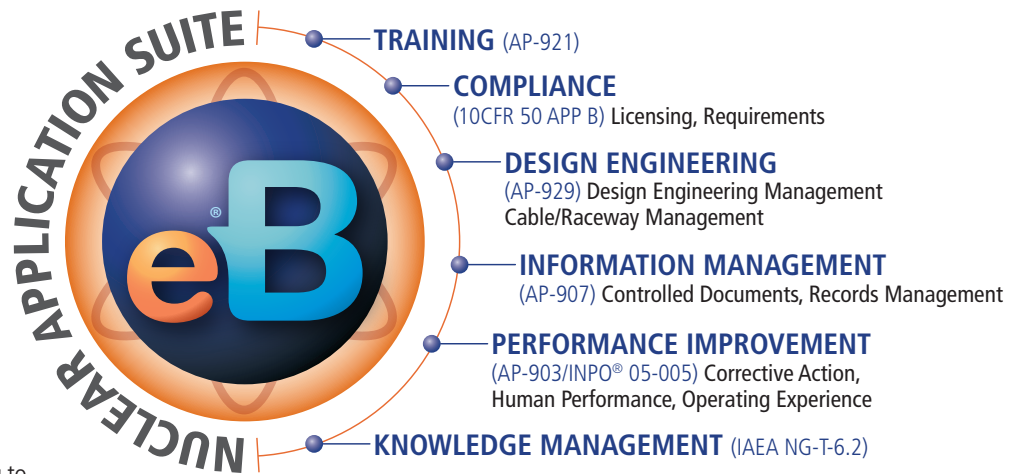 NUCLEAR APPLICATION SUITE
eB®
TRAINING (AP-921)
COMPLIANCE
(10CFR 50 APP B) Licensing, Requirements
DESIGN ENGINEERING
(AP-929) Design Engineering Management
Cable/Raceway Management
INFORMATION MANAGEMENT
(AP-907) Controlled Documents, Records Management
PERFORMANCE IMPROVEMENT
(AP-903/INPO® 05-005) Corrective Action,
Human Performance, Operating Experience
KNOWLEDGE MANAGEMENT (IAEA NG-T-6.2)